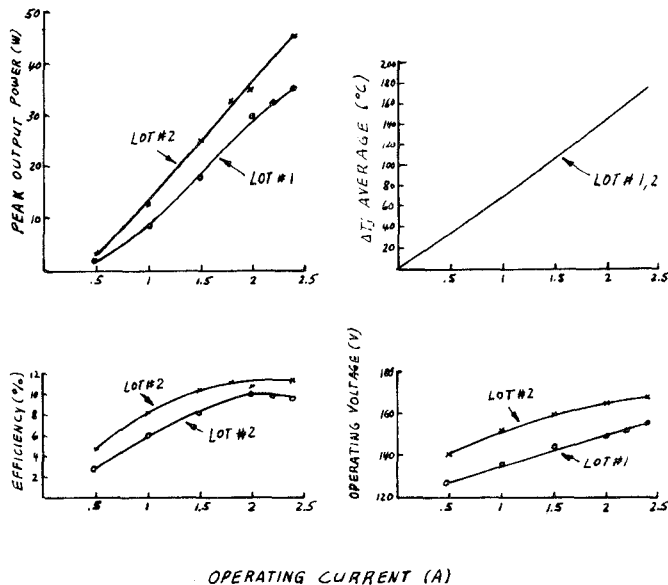 PEAK OUTPUT POWER (W)
50
40
30
20
10
LOT #2
LOT #1
.5 1 1.5 2 2.5
ΔTj AVERAGE (°C)
200
180
160
140
120
100
80
60
40
20
LOT # 1,2
.5 1 1.5 2 2.5
EFFICIENCY (%)
12
10
8
6
4
2
LOT #2
LOT #2
.5 1 1.5 2 2.5
OPERATING VOLTAGE (V)
180
160
140
120
LOT #2
LOT #1
.5 1 1.5 2 2.5
OPERATING CURRENT (A)